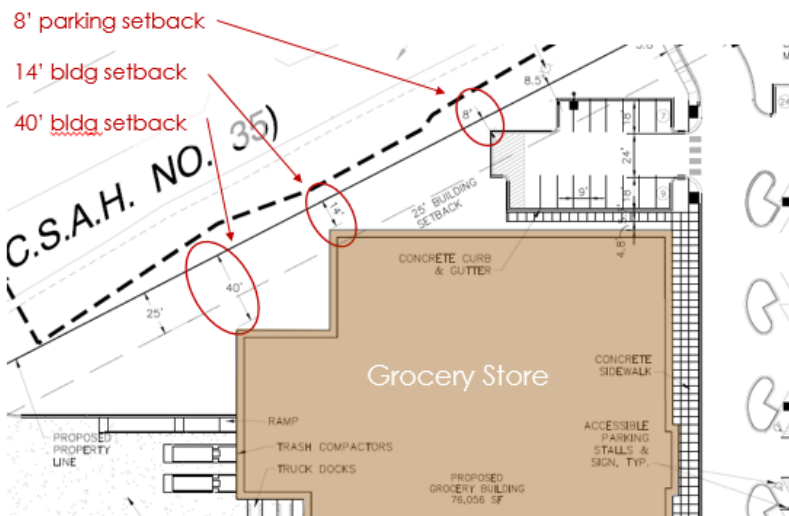 8' parking setback
14' bldg setback
40' bldg setback
C.S.A.H. NO. 35)
8.5'
8'
18'
7
24'
24
9'
18'
9
4.8'
14'
25' BUILDING
SETBACK
40'
25'
CONCRETE CURB
& GUTTER
Grocery Store
CONCRETE
SIDEWALK
RAMP
PROPOSED
PROPERTY
LINE
TRASH COMPACTORS
TRUCK DOCKS
ACCESSIBLE
PARKING
STALLS &
SIGN, TYP.
PROPOSED
GROCERY BUILDING
76,056 SF